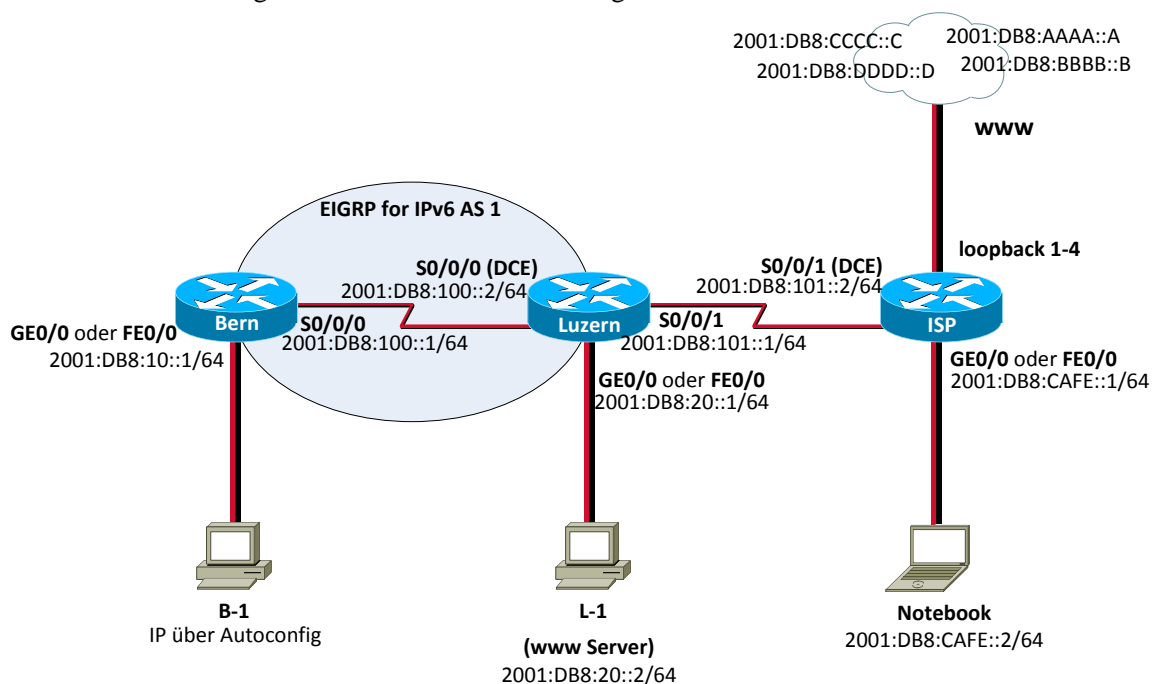 2001:DB8:CCCC::C
2001:DB8:AAAA::A
2001:DB8:DDDD::D
2001:DB8:BBBB::B
www
EIGRP for IPv6 AS 1
loopback 1-4
S0/0/0 (DCE)
2001:DB8:100::2/64
S0/0/1 (DCE)
2001:DB8:101::2/64
Bern
Luzern
ISP
GE0/0 oder FE0/0
2001:DB8:10::1/64
S0/0/0
2001:DB8:100::1/64
S0/0/1
2001:DB8:101::1/64
GE0/0 oder FE0/0
2001:DB8:CAFE::1/64
GE0/0 oder FE0/0
2001:DB8:20::1/64
B-1
IP über Autoconfig
L-1
(www Server)
2001:DB8:20::2/64
Notebook
2001:DB8:CAFE::2/64